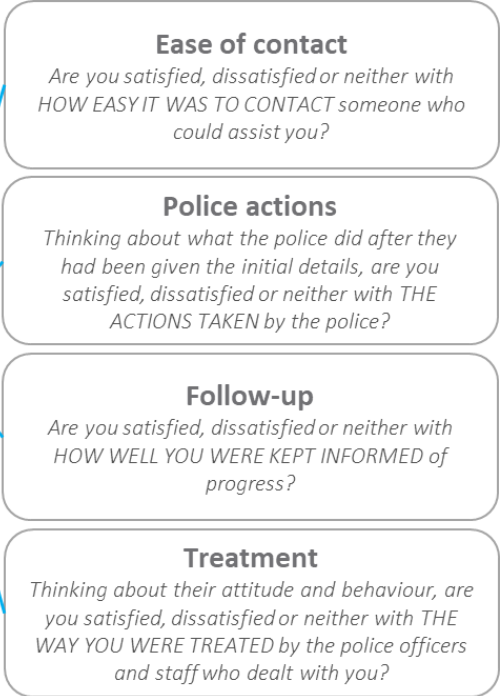 Ease of contact
Are you satisfied, dissatisfied or neither with
HOW EASY IT WAS TO CONTACT someone who
could assist you?
Police actions
Thinking about what the police did after they
had been given the initial details, are you
satisfied, dissatisfied or neither with THE
ACTIONS TAKEN by the police?
Follow-up
Are you satisfied, dissatisfied or neither with
HOW WELL YOU WERE KEPT INFORMED of
progress?
Treatment
Thinking about their attitude and behaviour, are
you satisfied, dissatisfied or neither with THE
WAY YOU WERE TREATED by the police officers
and staff who dealt with you?